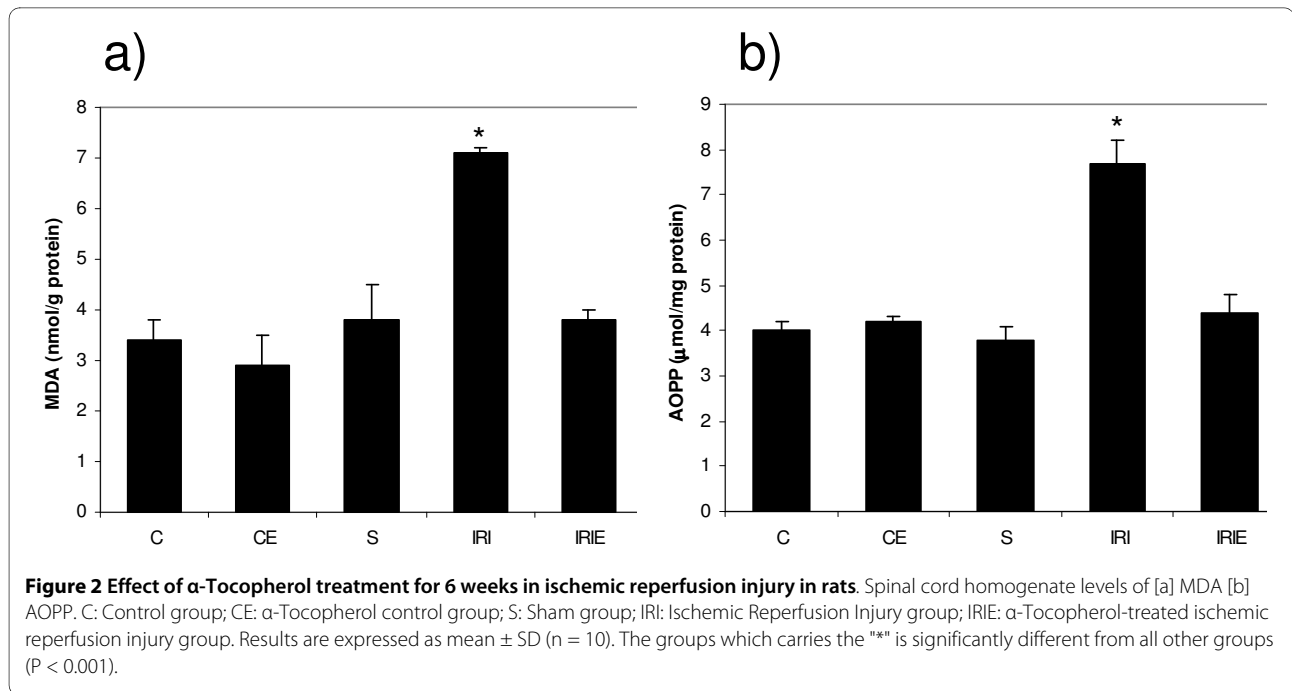 a)
b)
8
7
6
5
4
3
2
1
0
MDA (nmol/g protein)
*
C CE S IRI IRIE
9
8
7
6
5
4
3
2
1
0
AOPP (μmol/mg protein)
*
C CE S IRI IRIE
Figure 2 Effect of α-Tocopherol treatment for 6 weeks in ischemic reperfusion injury in rats. Spinal cord homogenate levels of [a] MDA [b]
AOPP. C: Control group; CE: α-Tocopherol control group; S: Sham group; IRI: Ischemic Reperfusion Injury group; IRIE: α-Tocopherol-treated ischemic
reperfusion injury group. Results are expressed as mean ± SD (n = 10). The groups which carries the "*" is significantly different from all other groups
(P < 0.001).